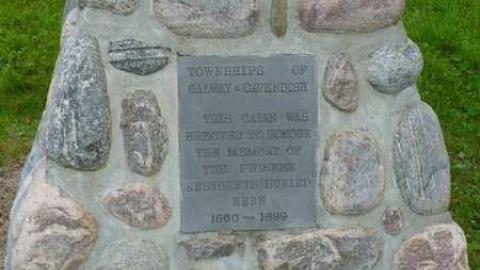 TOWNSHIPS OF
GALWAY & CAVENDISH
THIS CAIRN WAS
ERECTED TO HONOUR
THE MEMORY OF
THE PIONEER
RESIDENTS BURIED
HERE
1860 - 1899